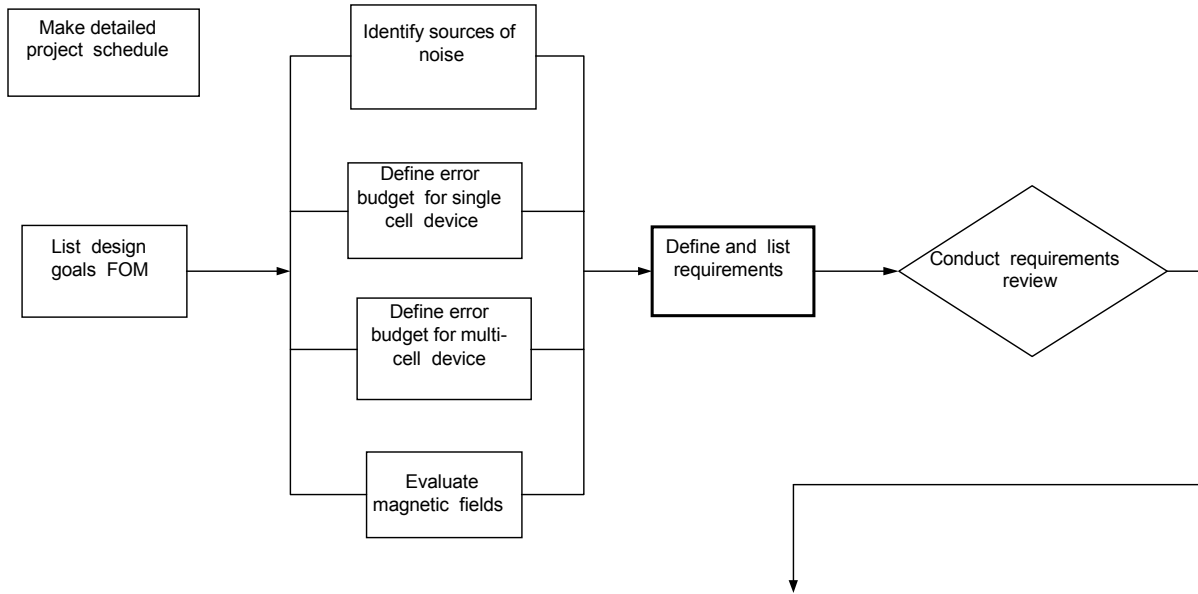 Make detailed
project schedule
Identify sources of
noise
Define error
budget for single
cell device
List design
goals FOM
Define error
budget for multi-
cell device
Evaluate
magnetic fields
Define and list
requirements
Conduct requirements
review